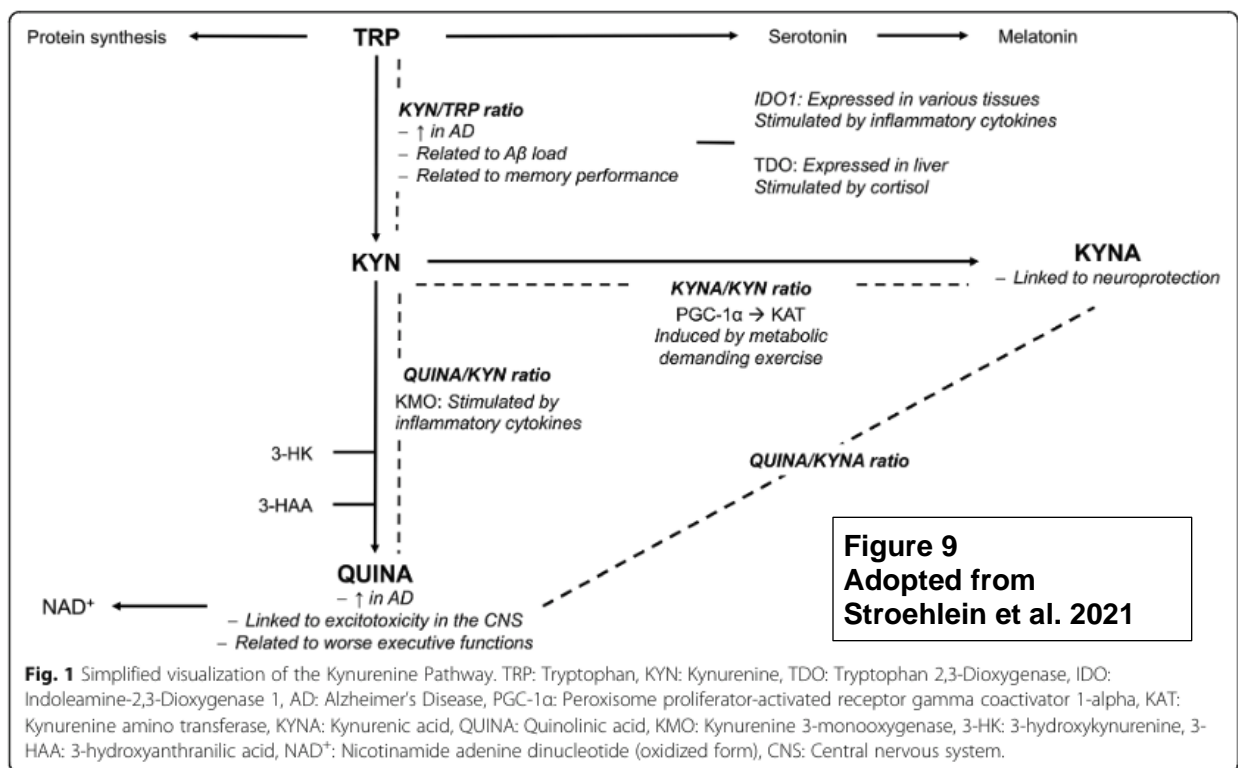 Protein synthesis
TRP
Serotonin
Melatonin
KYN/TRP ratio
– ↑ in AD
– Related to Aβ load
– Related to memory performance
IDO1: Expressed in various tissues
Stimulated by inflammatory cytokines
TDO: Expressed in liver
Stimulated by cortisol
KYN
KYNA
– Linked to neuroprotection
KYNA/KYN ratio
PGC-1α → KAT
Induced by metabolic
demanding exercise
QUINA/KYN ratio
KMO: Stimulated by
inflammatory cytokines
3-HK
3-HAA
QUINA/KYNA ratio
QUINA
– ↑ in AD
– Linked to excitotoxicity in the CNS
– Related to worse executive functions
NAD⁺
Figure 9
Adopted from
Stroehlein et al. 2021
Fig. 1 Simplified visualization of the Kynurenine Pathway. TRP: Tryptophan, KYN: Kynurenine, TDO: Tryptophan 2,3-Dioxygenase, IDO:
Indoleamine-2,3-Dioxygenase 1, AD: Alzheimer's Disease, PGC-1α: Peroxisome proliferator-activated receptor gamma coactivator 1-alpha, KAT:
Kynurenine amino transferase, KYNA: Kynurenic acid, QUINA: Quinolinic acid, KMO: Kynurenine 3-monooxygenase, 3-HK: 3-hydroxykynurenine, 3-
HAA: 3-hydroxyanthranilic acid, NAD⁺: Nicotinamide adenine dinucleotide (oxidized form), CNS: Central nervous system.